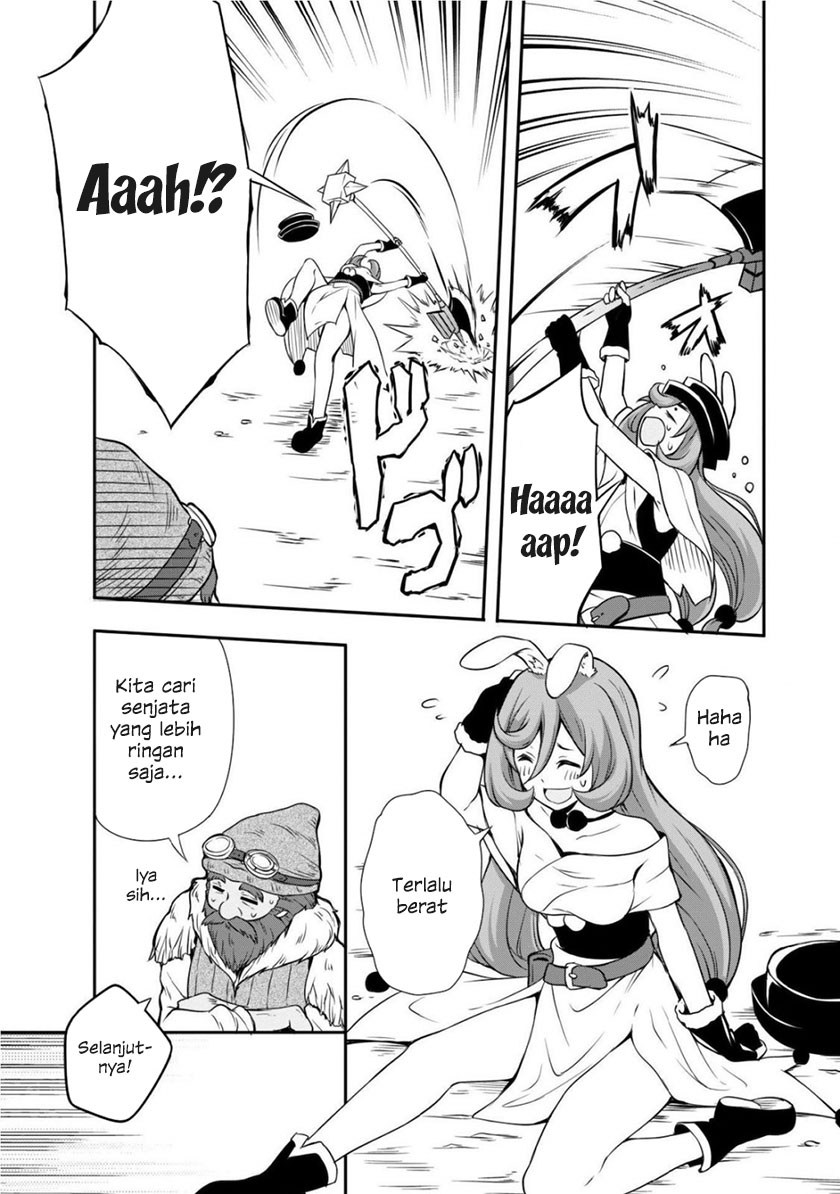 Haaaa
aap!
Aaah!?
Haha
ha
Terlalu
berat
Kita cari
senjata
yang lebih
ringan
saja...
Iya
sih...
Selanjut-
nya!